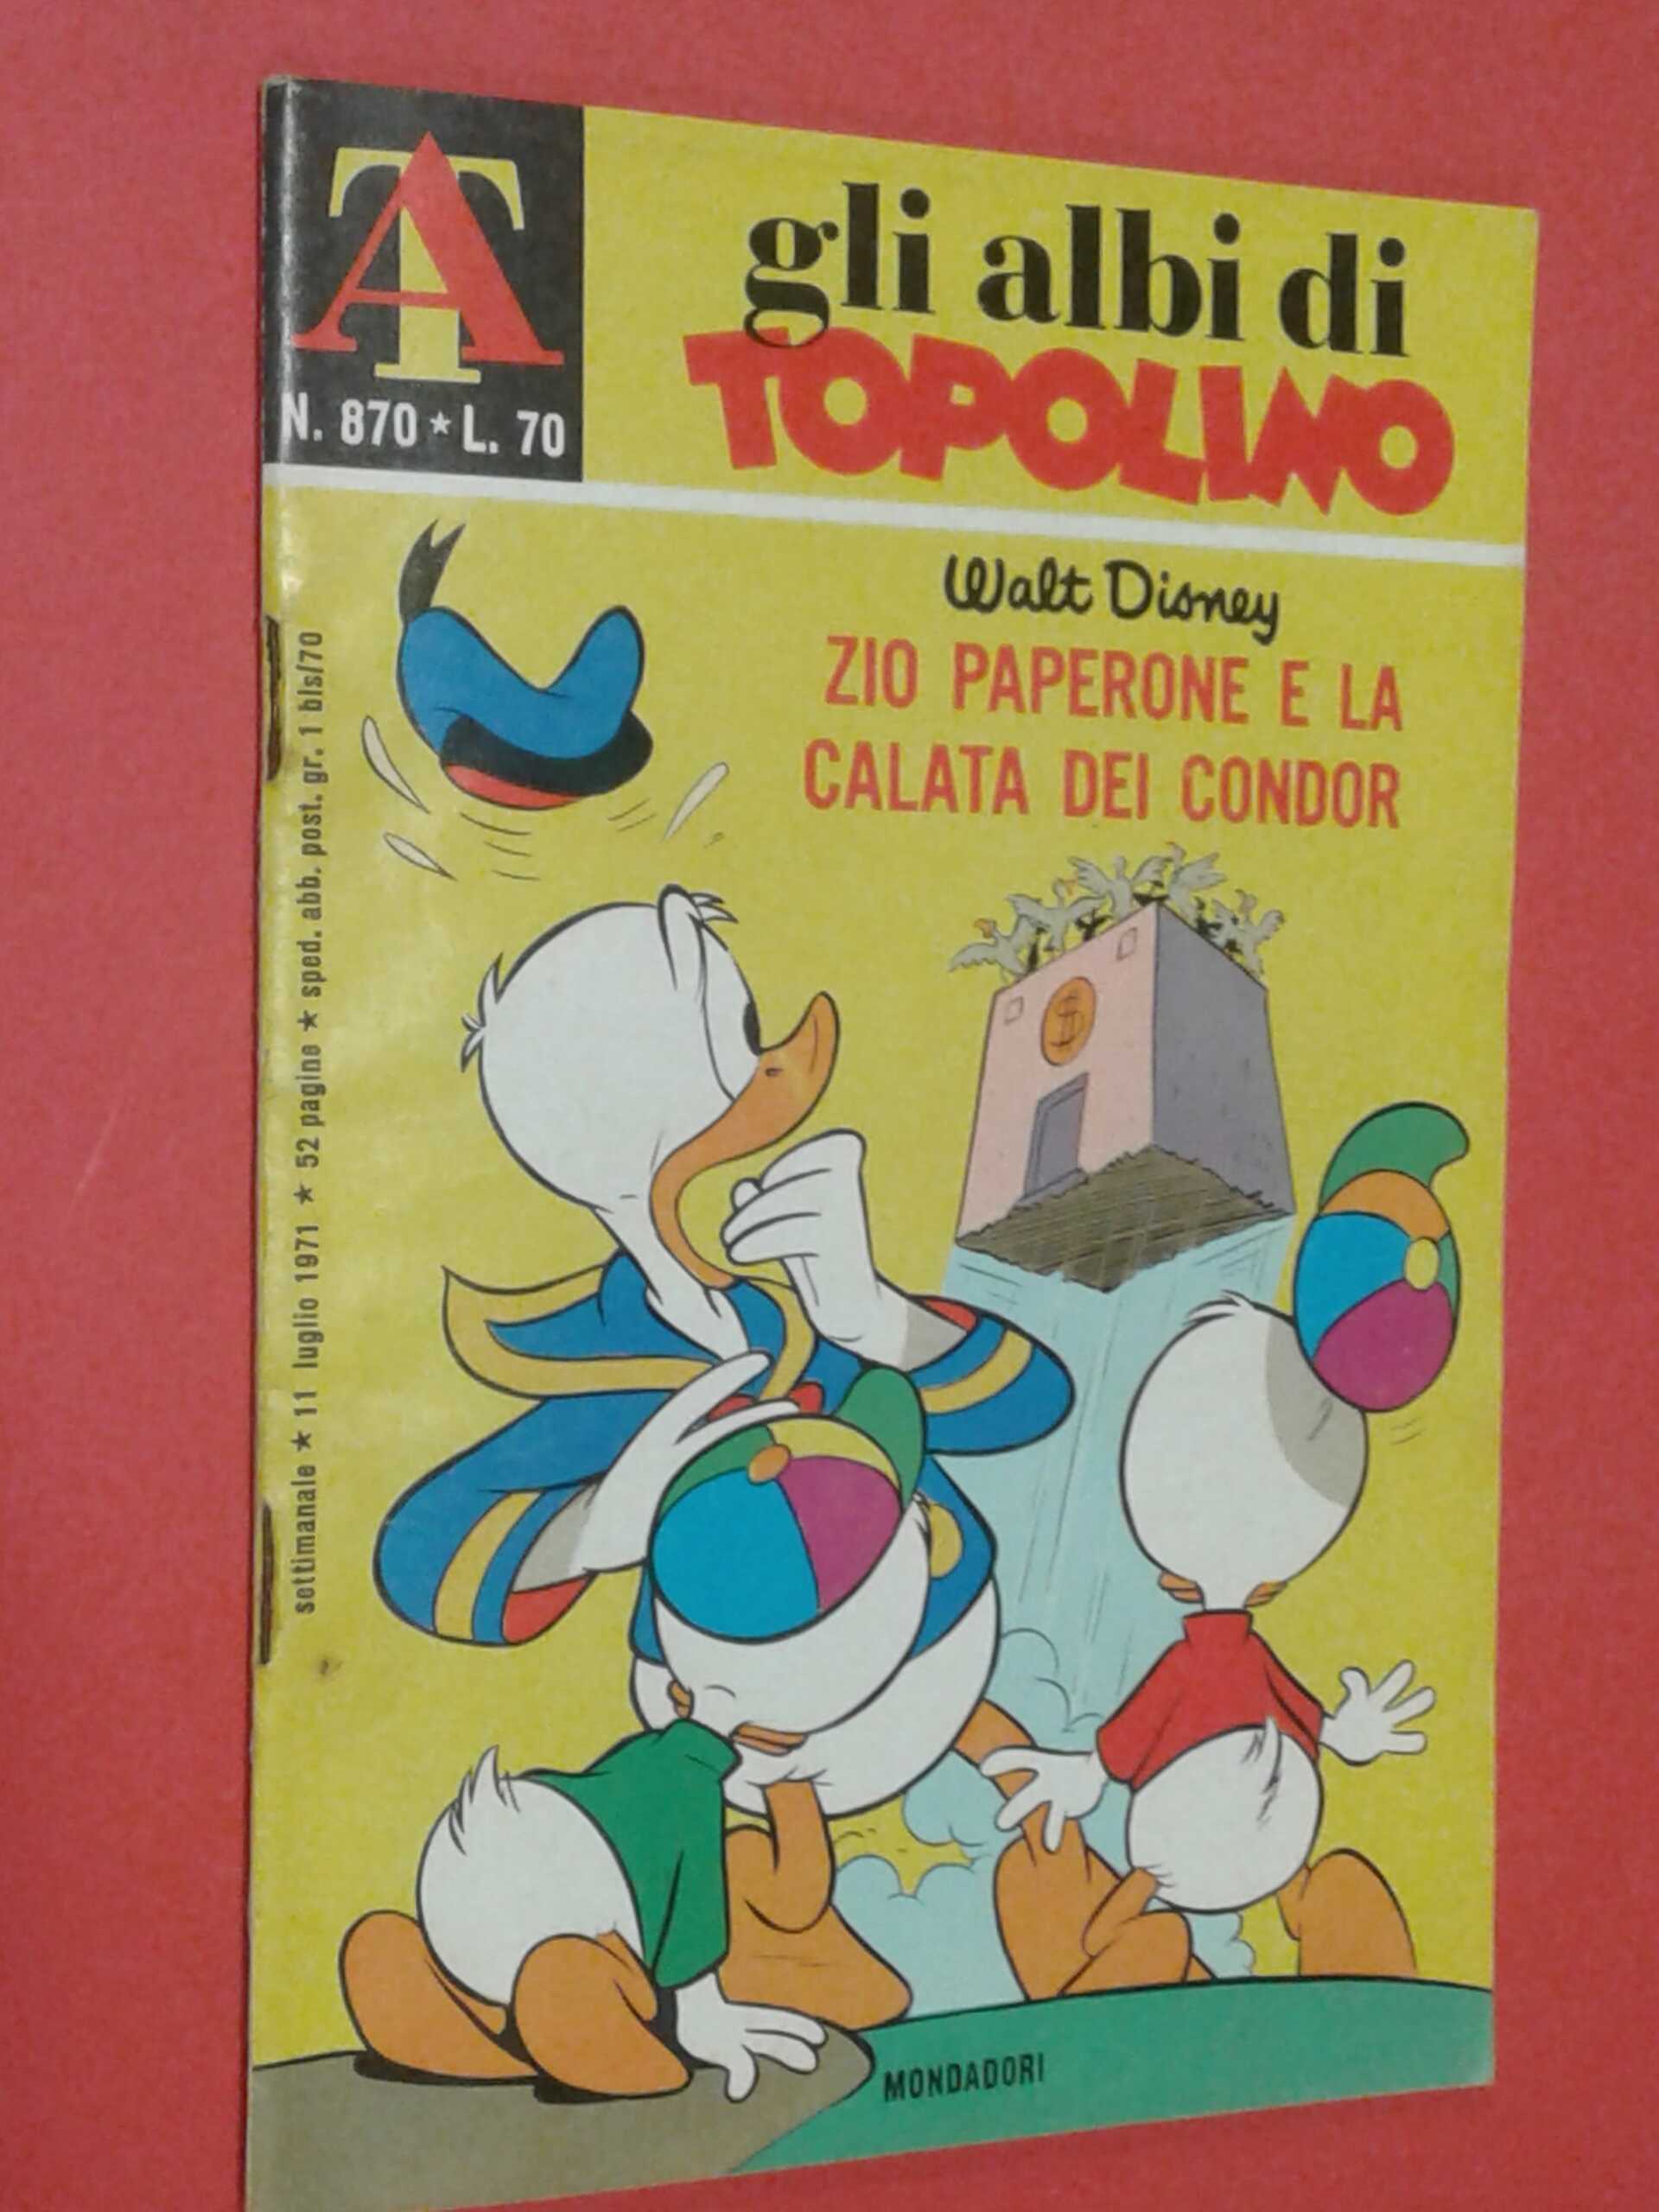 AT
N. 870 ★ L. 70
gli albi di
TOPOLINO
Walt Disney
ZIO PAPERONE E LA
CALATA DEI CONDOR
$
settimanale ★ 11 luglio 1971 ★ 52 pagine ★ sped. abb. post. gr. 1 bis/70
MONDADORI